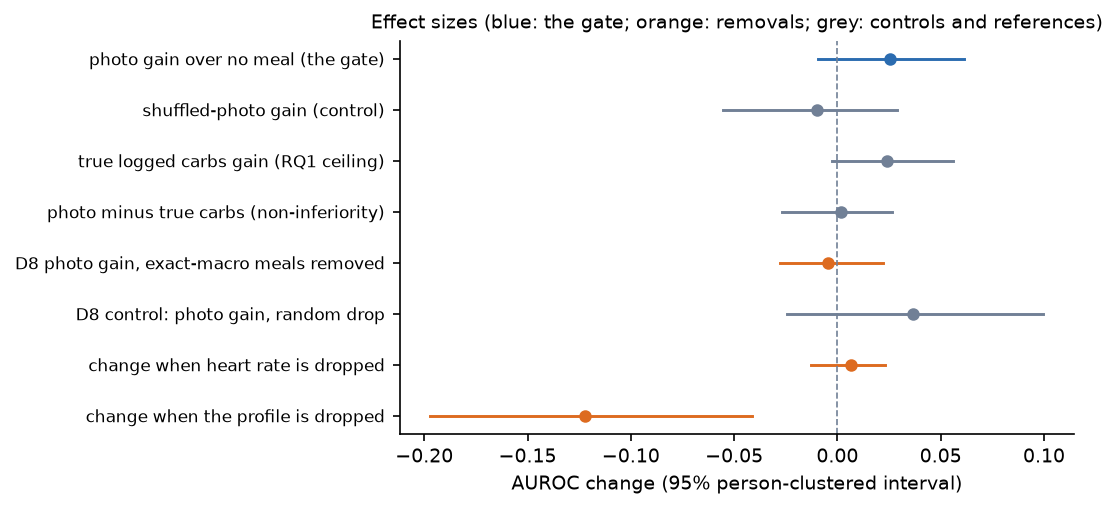 Effect sizes (blue: the gate; orange: removals; grey: controls and references)
photo gain over no meal (the gate)
shuffled-photo gain (control)
true logged carbs gain (RQ1 ceiling)
photo minus true carbs (non-inferiority)
D8 photo gain, exact-macro meals removed
D8 control: photo gain, random drop
change when heart rate is dropped
change when the profile is dropped
−0.20 −0.15 −0.10 −0.05 0.00 0.05 0.10
AUROC change (95% person-clustered interval)